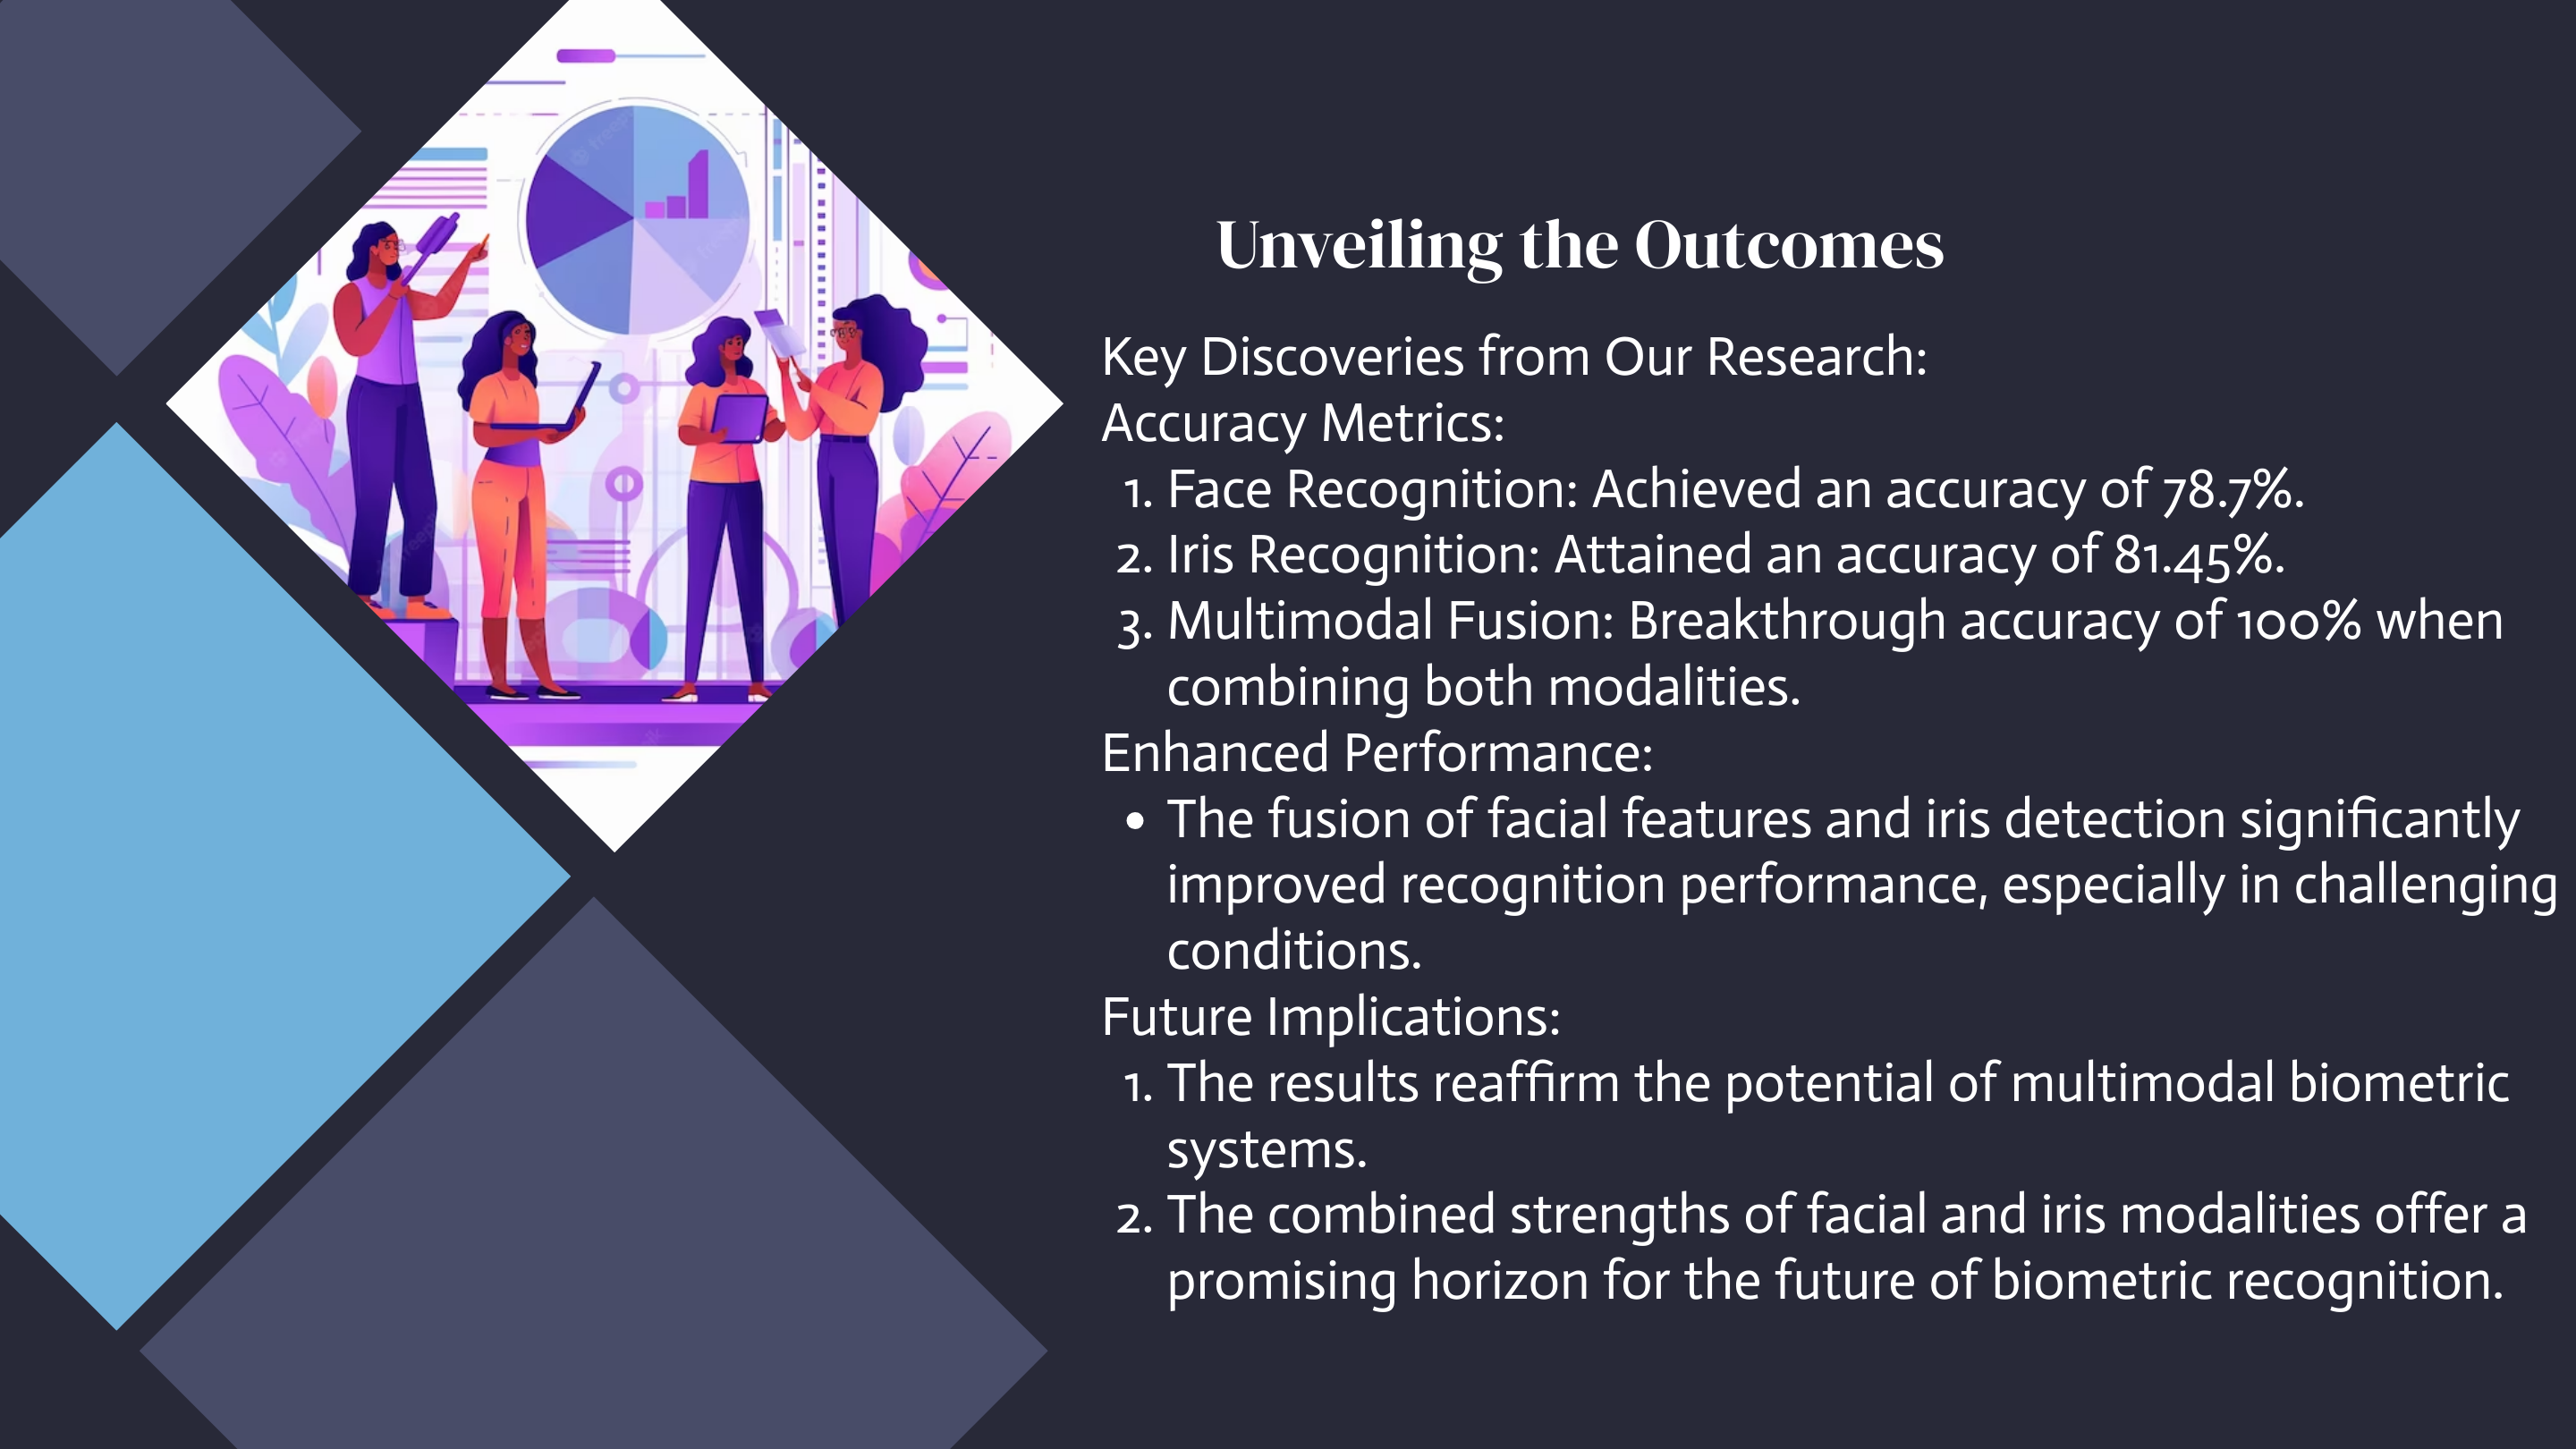 Unveiling the Outcomes
Key Discoveries from Our Research:
Accuracy Metrics:
1. Face Recognition: Achieved an accuracy of 78.7%.
2. Iris Recognition: Attained an accuracy of 81.45%.
3. Multimodal Fusion: Breakthrough accuracy of 100% when
combining both modalities.
Enhanced Performance:
• The fusion of facial features and iris detection significantly
improved recognition performance, especially in challenging
conditions.
Future Implications:
1. The results reaffirm the potential of multimodal biometric
systems.
2. The combined strengths of facial and iris modalities offer a
promising horizon for the future of biometric recognition.